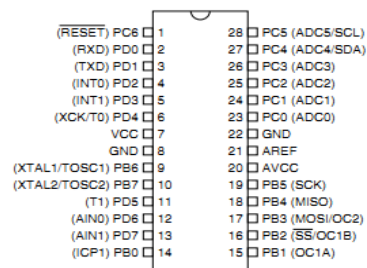 (RESET) PC6 1 28 PC5 (ADC5/SCL)
(RXD) PD0 2 27 PC4 (ADC4/SDA)
(TXD) PD1 3 26 PC3 (ADC3)
(INT0) PD2 4 25 PC2 (ADC2)
(INT1) PD3 5 24 PC1 (ADC1)
(XCK/T0) PD4 6 23 PC0 (ADC0)
VCC 7 22 GND
GND 8 21 AREF
(XTAL1/TOSC1) PB6 9 20 AVCC
(XTAL2/TOSC2) PB7 10 19 PB5 (SCK)
(T1) PD5 11 18 PB4 (MISO)
(AIN0) PD6 12 17 PB3 (MOSI/OC2)
(AIN1) PD7 13 16 PB2 (SS/OC1B)
(ICP1) PB0 14 15 PB1 (OC1A)